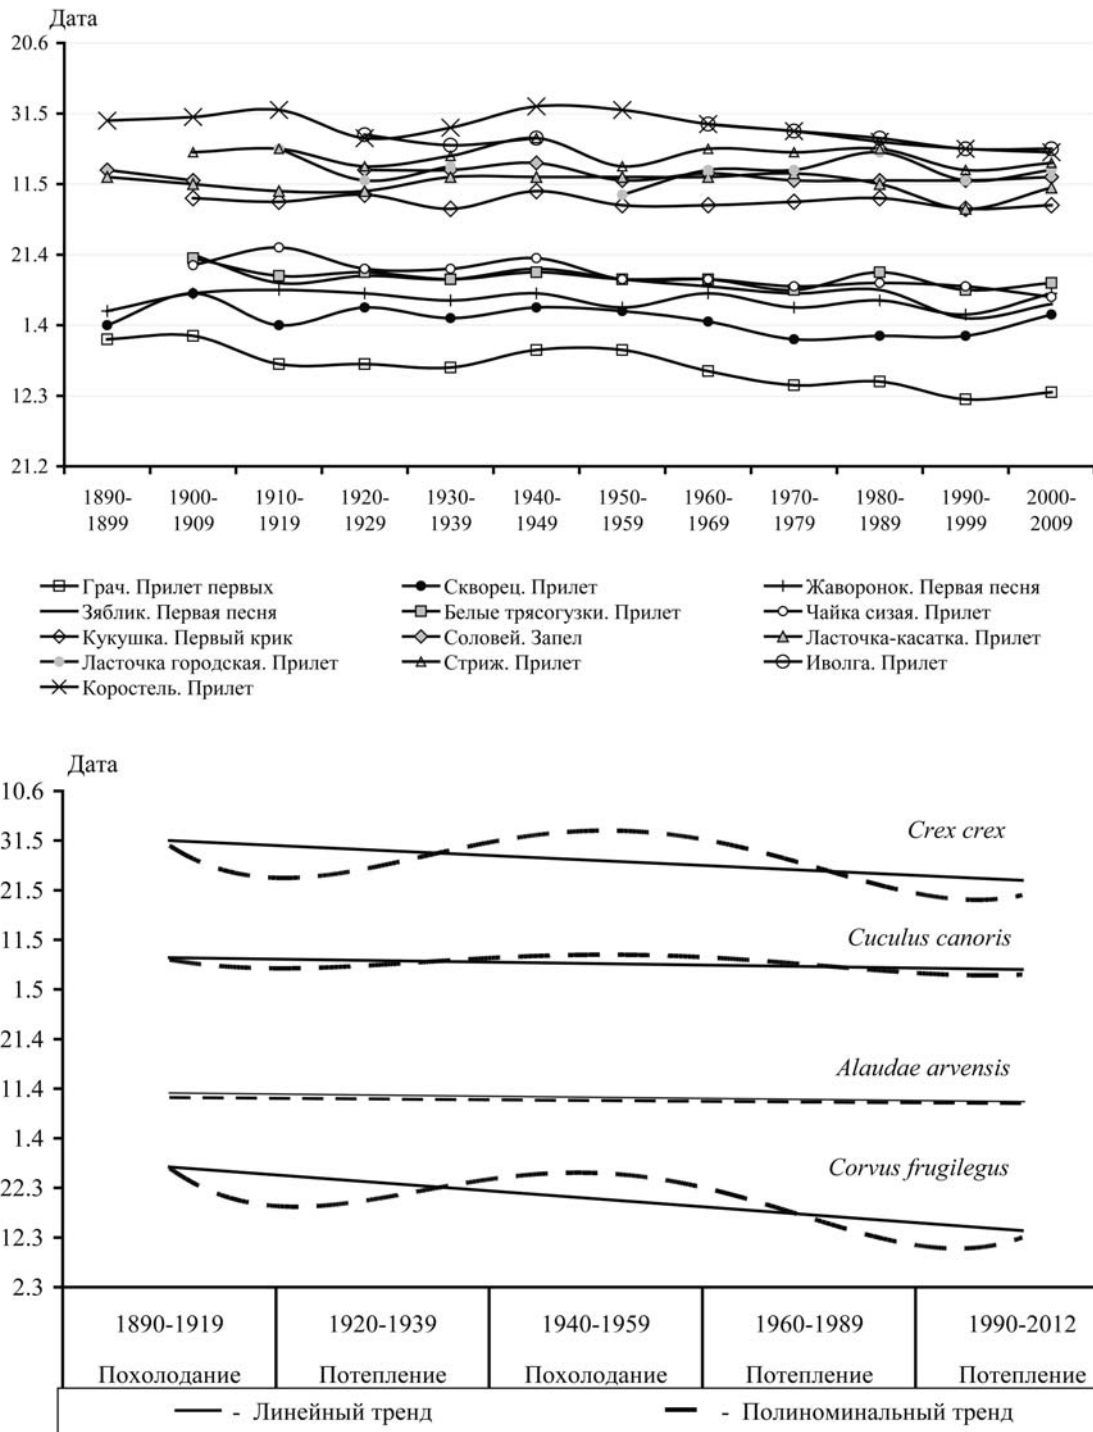 Дата
20.6
31.5
11.5
21.4
1.4
12.3
21.2
1890- 1900- 1910- 1920- 1930- 1940- 1950- 1960- 1970- 1980- 1990- 2000-
1899 1909 1919 1929 1939 1949 1959 1969 1979 1989 1999 2009
Грач. Прилет первых Скворец. Прилет Жаворонок. Первая песня
Зяблик. Первая песня Белые трясогузки. Прилет Чайка сизая. Прилет
Кукушка. Первый крик Соловей. Запел Ласточка-касатка. Прилет
Ласточка городская. Прилет Стриж. Прилет Иволга. Прилет
Коростель. Прилет
Дата
10.6
31.5
Crex crex
21.5
11.5
Cuculus canoris
1.5
21.4
Alaudae arvensis
11.4
1.4
Corvus frugilegus
22.3
12.3
2.3
1890-1919 1920-1939 1940-1959 1960-1989 1990-2012
Похолодание Потепление Похолодание Потепление Потепление
- Линейный тренд - Полиноминальный тренд